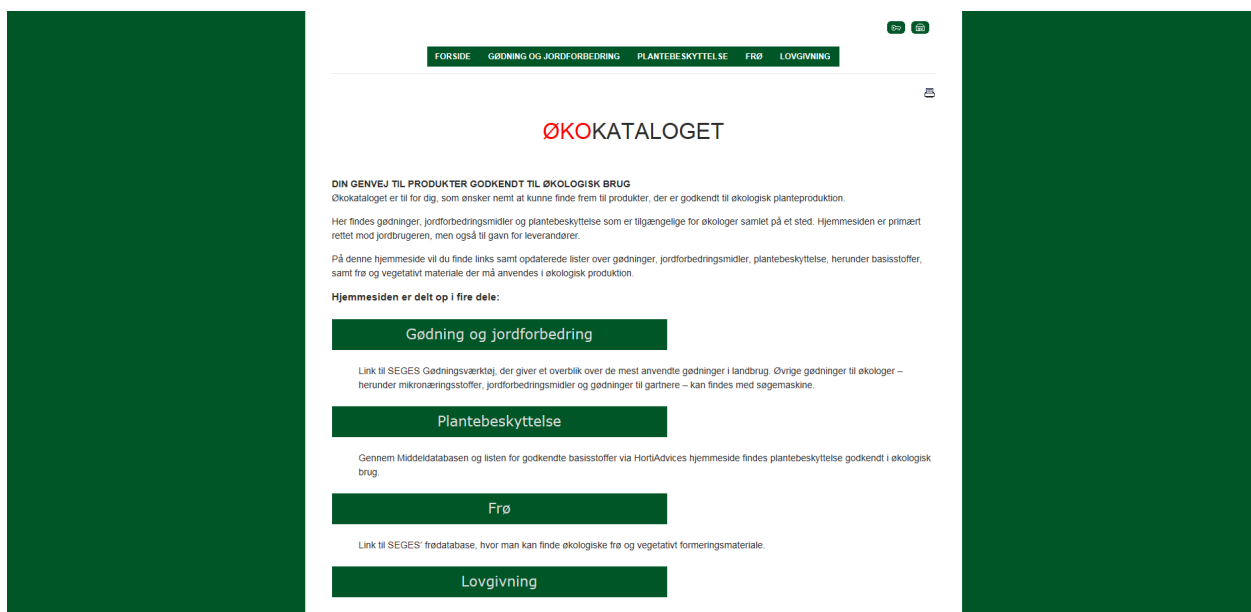 FORSIDE GØDNING OG JORDFORBEDRING PLANTEBESKYTTELSE FRØ LOVGIVNING
ØKOKATALOGET
DIN GENVEJ TIL PRODUKTER GODKENDT TIL ØKOLOGISK BRUG
Økokataloget er til for dig, som ønsker nemt at kunne finde frem til produkter, der er godkendt til økologisk planteproduktion.
Her findes gødninger, jordforbedringsmidler og plantebeskyttelse som er tilgængelige for økologer samlet på et sted. Hjemmesiden er primært
rettet mod jordbrugeren, men også til gavn for leverandører.
På denne hjemmeside vil du finde links samt opdaterede lister over gødninger, jordforbedringsmidler, plantebeskyttelse, herunder basisstoffer,
samt frø og vegetativt materiale der må anvendes i økologisk produktion.
Hjemmesiden er delt op i fire dele:
Gødning og jordforbedring
Link til SEGES Gødningsværktøj, der giver et overblik over de mest anvendte gødninger i landbrug. Øvrige gødninger til økologer –
herunder mikronæringsstoffer, jordforbedringsmidler og gødninger til gartnere – kan findes med søgemaskine.
Plantebeskyttelse
Gennem Middeldatabasen og listen for godkendte basisstoffer via HortiAdvices hjemmeside findes plantebeskyttelse godkendt i økologisk
brug.
Frø
Link til SEGES' frødatabase, hvor man kan finde økologiske frø og vegetativt formeringsmateriale.
Lovgivning